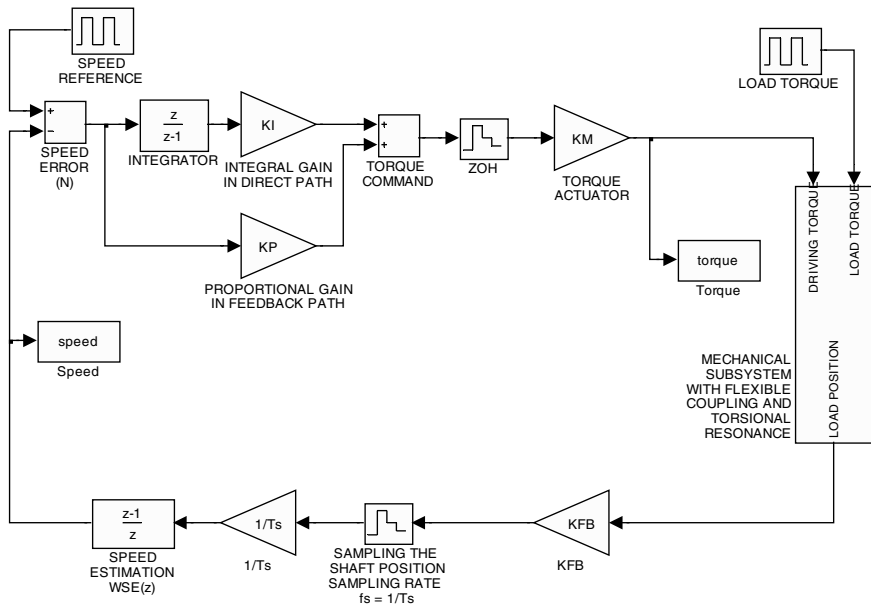 SPEED
REFERENCE
LOAD TORQUE
+
−
SPEED
ERROR
(N)
z
z-1
INTEGRATOR
KI
INTEGRAL GAIN
IN DIRECT PATH
+
+
TORQUE
COMMAND
ZOH
KM
TORQUE
ACTUATOR
KP
PROPORTIONAL GAIN
IN FEEDBACK PATH
torque
Torque
DRIVING TORQUE
LOAD TORQUE
LOAD POSITION
MECHANICAL
SUBSYSTEM
WITH FLEXIBLE
COUPLING AND
TORSIONAL
RESONANCE
speed
Speed
z-1
z
SPEED
ESTIMATION
WSE(z)
1/Ts
1/Ts
SAMPLING THE
SHAFT POSITION
SAMPLING RATE
fs = 1/Ts
KFB
KFB